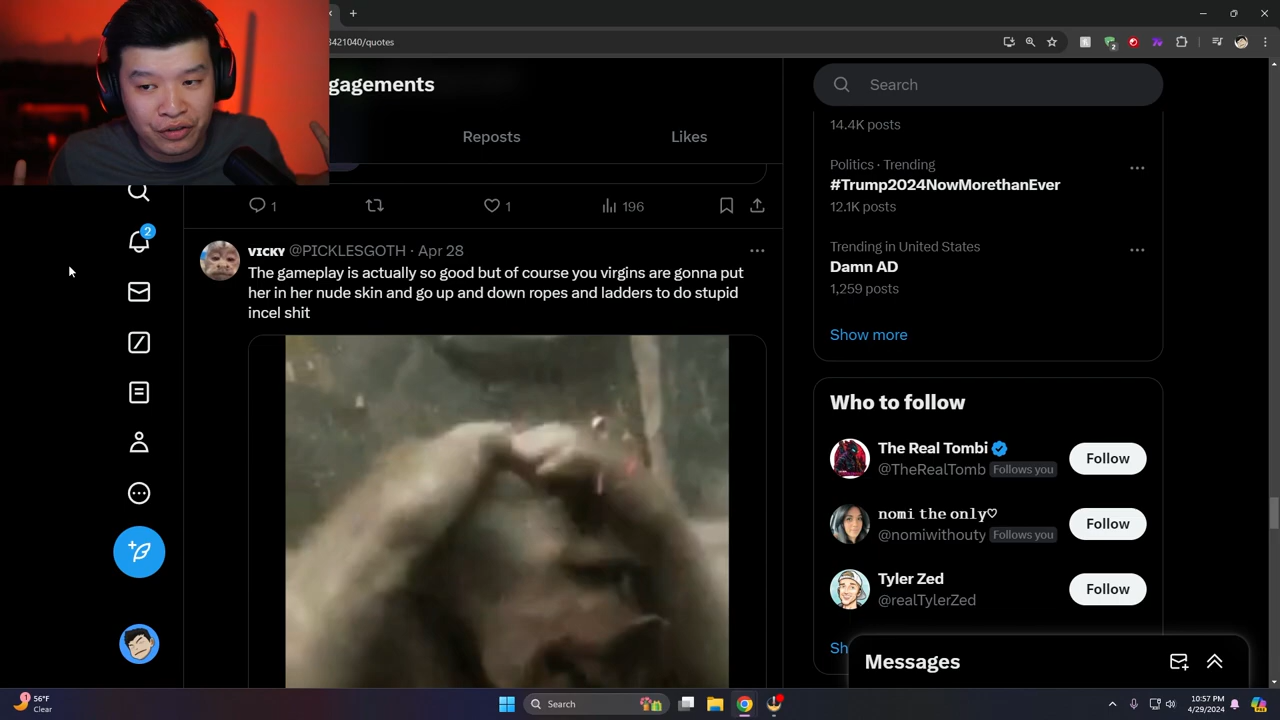 3421040/quotes
gagements
Reposts
Likes
1
1
196
VICKY @PICKLESGOTH · Apr 28
The gameplay is actually so good but of course you virgins are gonna put
her in her nude skin and go up and down ropes and ladders to do stupid
incel shit
2
Search
14.4K posts
Politics · Trending
#Trump2024NowMorethanEver
12.1K posts
Trending in United States
Damn AD
1,259 posts
Show more
Who to follow
The Real Tombi
@TheRealTomb Follows you
Follow
nomi the only♡
@nomiwithouty Follows you
Follow
Tyler Zed
@realTylerZed
Follow
Sh
Messages
1
56°F
Clear
Search
10:57 PM
4/29/2024